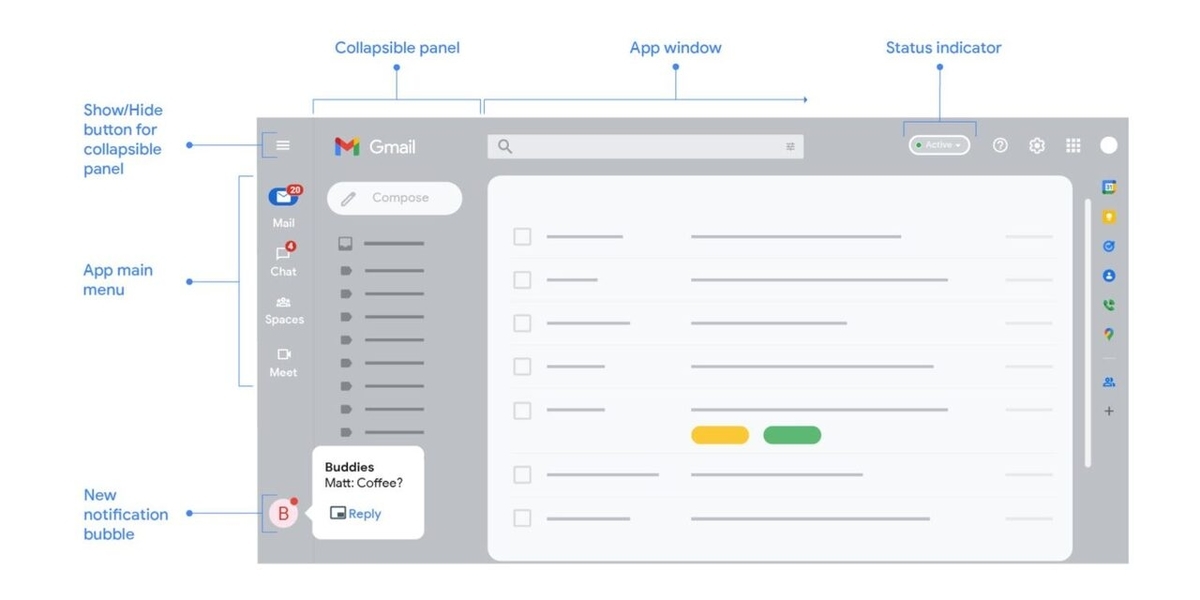 Collapsible panel
App window
Status indicator
Show/Hide
button for
collapsible
panel
Gmail
Active
20
Mail
Compose
31
4
Chat
App main
menu
Spaces
Meet
Buddies
Matt: Coffee?
Reply
New
notification
bubble
B